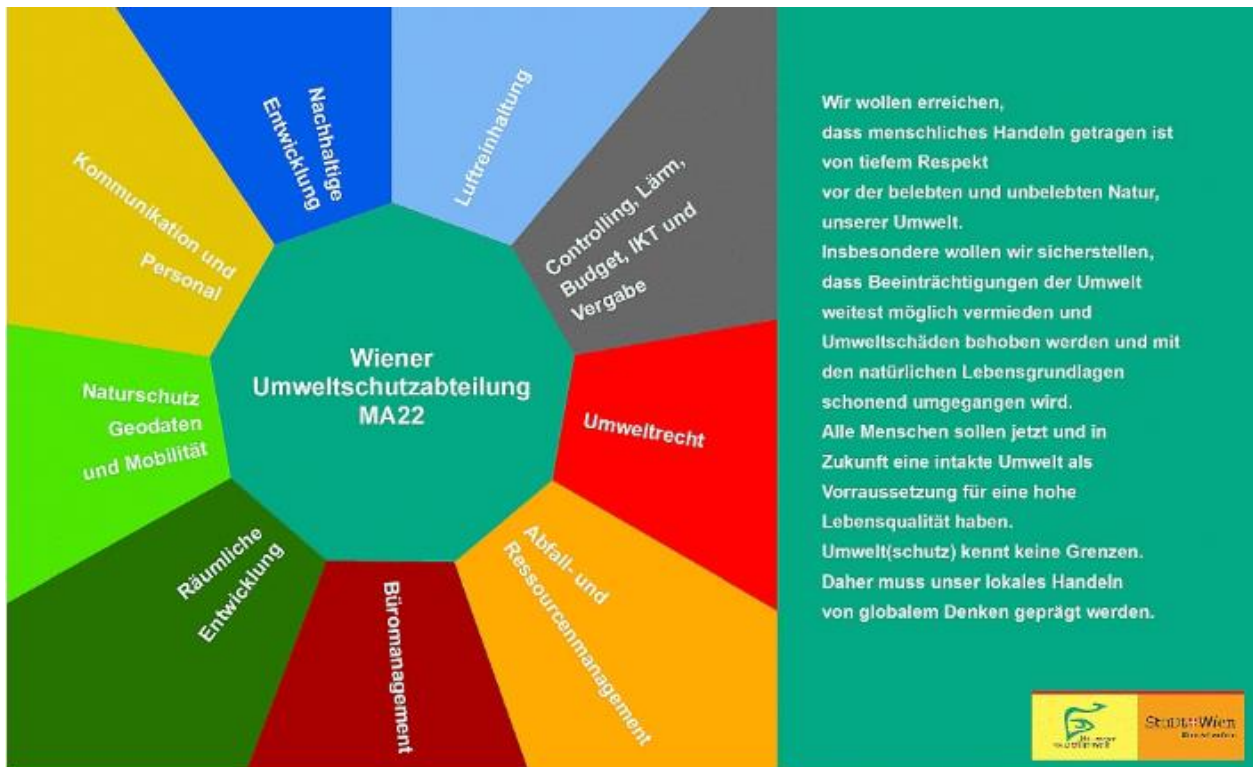 Nachhaltige
Entwicklung
Luftreinhaltung
Controlling, Lärm,
Budget, IKT und
Vergabe
Umweltrecht
Abfall- und
Ressourcenmanagement
Büromanagement
Räumliche
Entwicklung
Naturschutz
Geodaten
und Mobilität
Kommunikation und
Personal
Wiener
Umweltschutzabteilung
MA22
Wir wollen erreichen,
dass menschliches Handeln getragen ist
von tiefem Respekt
vor der belebten und unbelebten Natur,
unserer Umwelt.
Insbesondere wollen wir sicherstellen,
dass Beeinträchtigungen der Umwelt
weitest möglich vermieden und
Umweltschäden behoben werden und mit
den natürlichen Lebensgrundlagen
schonend umgegangen wird.
Alle Menschen sollen jetzt und in
Zukunft eine intakte Umwelt als
Vorraussetzung für eine hohe
Lebensqualität haben.
Umwelt(schutz) kennt keine Grenzen.
Daher muss unser lokales Handeln
von globalem Denken geprägt werden.
Wien